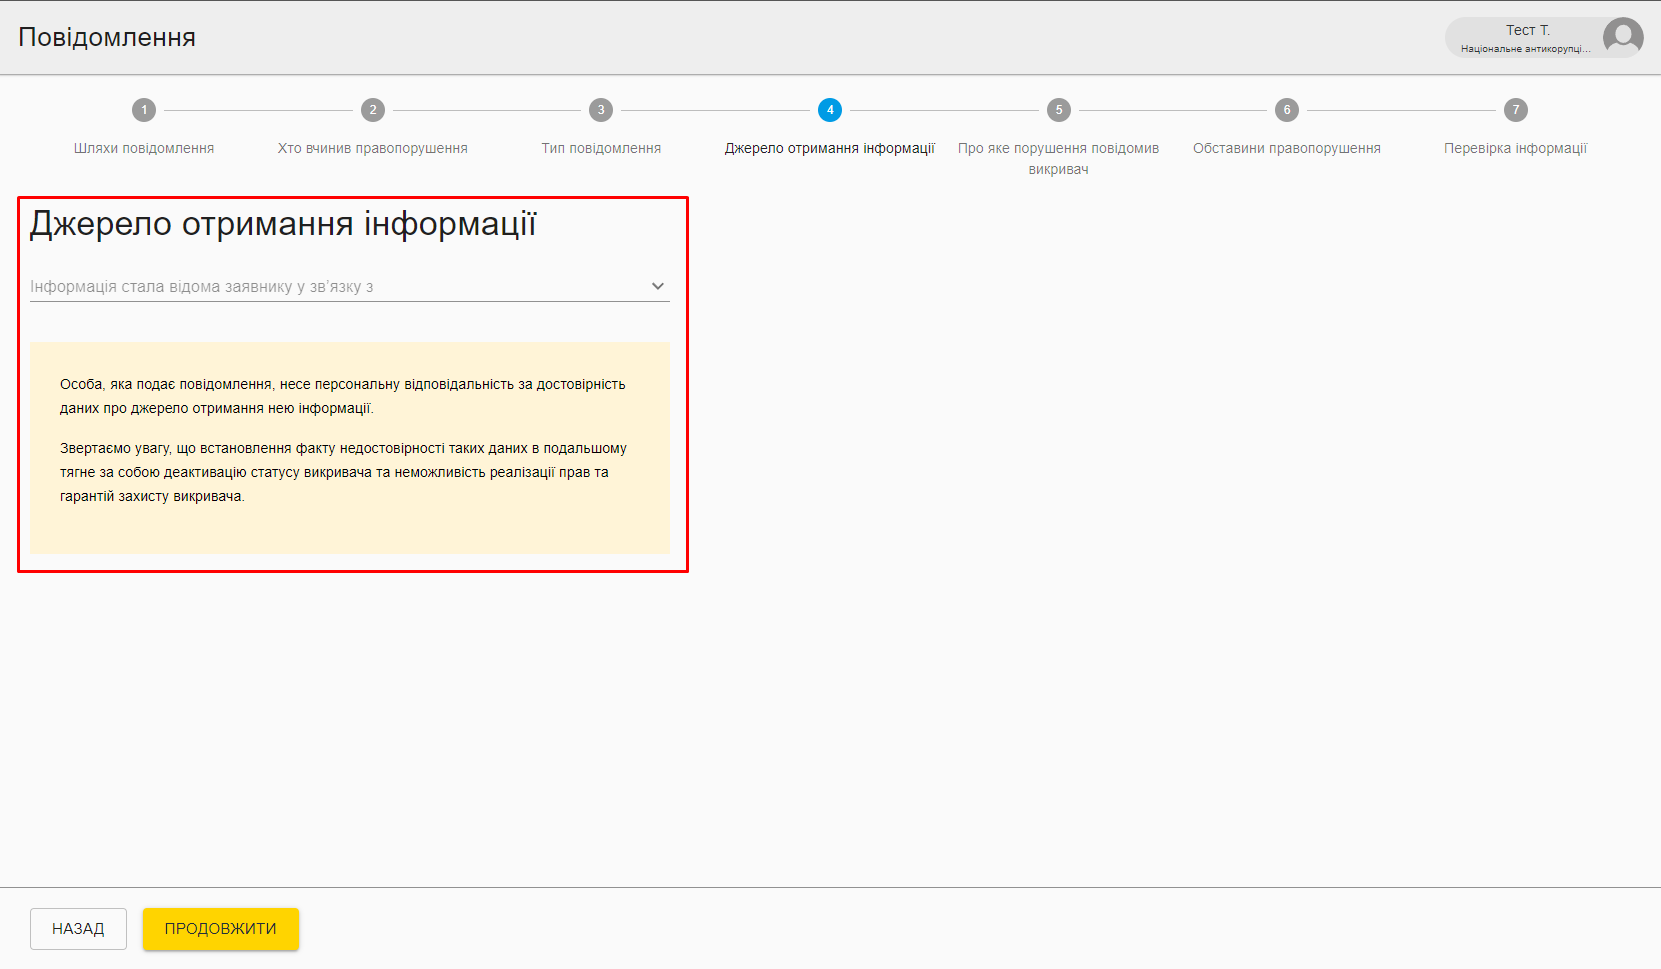 Повідомлення
Тест Т.
Національне антикорупці...
1
2
3
4
5
6
7
Шляхи повідомлення
Хто вчинив правопорушення
Тип повідомлення
Джерело отримання інформації
Про яке порушення повідомив
викривач
Обставини правопорушення
Перевірка інформації
Джерело отримання інформації
Інформація стала відома заявнику у зв’язку з
Особа, яка подає повідомлення, несе персональну відповідальність за достовірність
даних про джерело отримання нею інформації.
Звертаємо увагу, що встановлення факту недостовірності таких даних в подальшому
тягне за собою деактивацію статусу викривача та неможливість реалізації прав та
гарантій захисту викривача.
НАЗАД
ПРОДОВЖИТИ